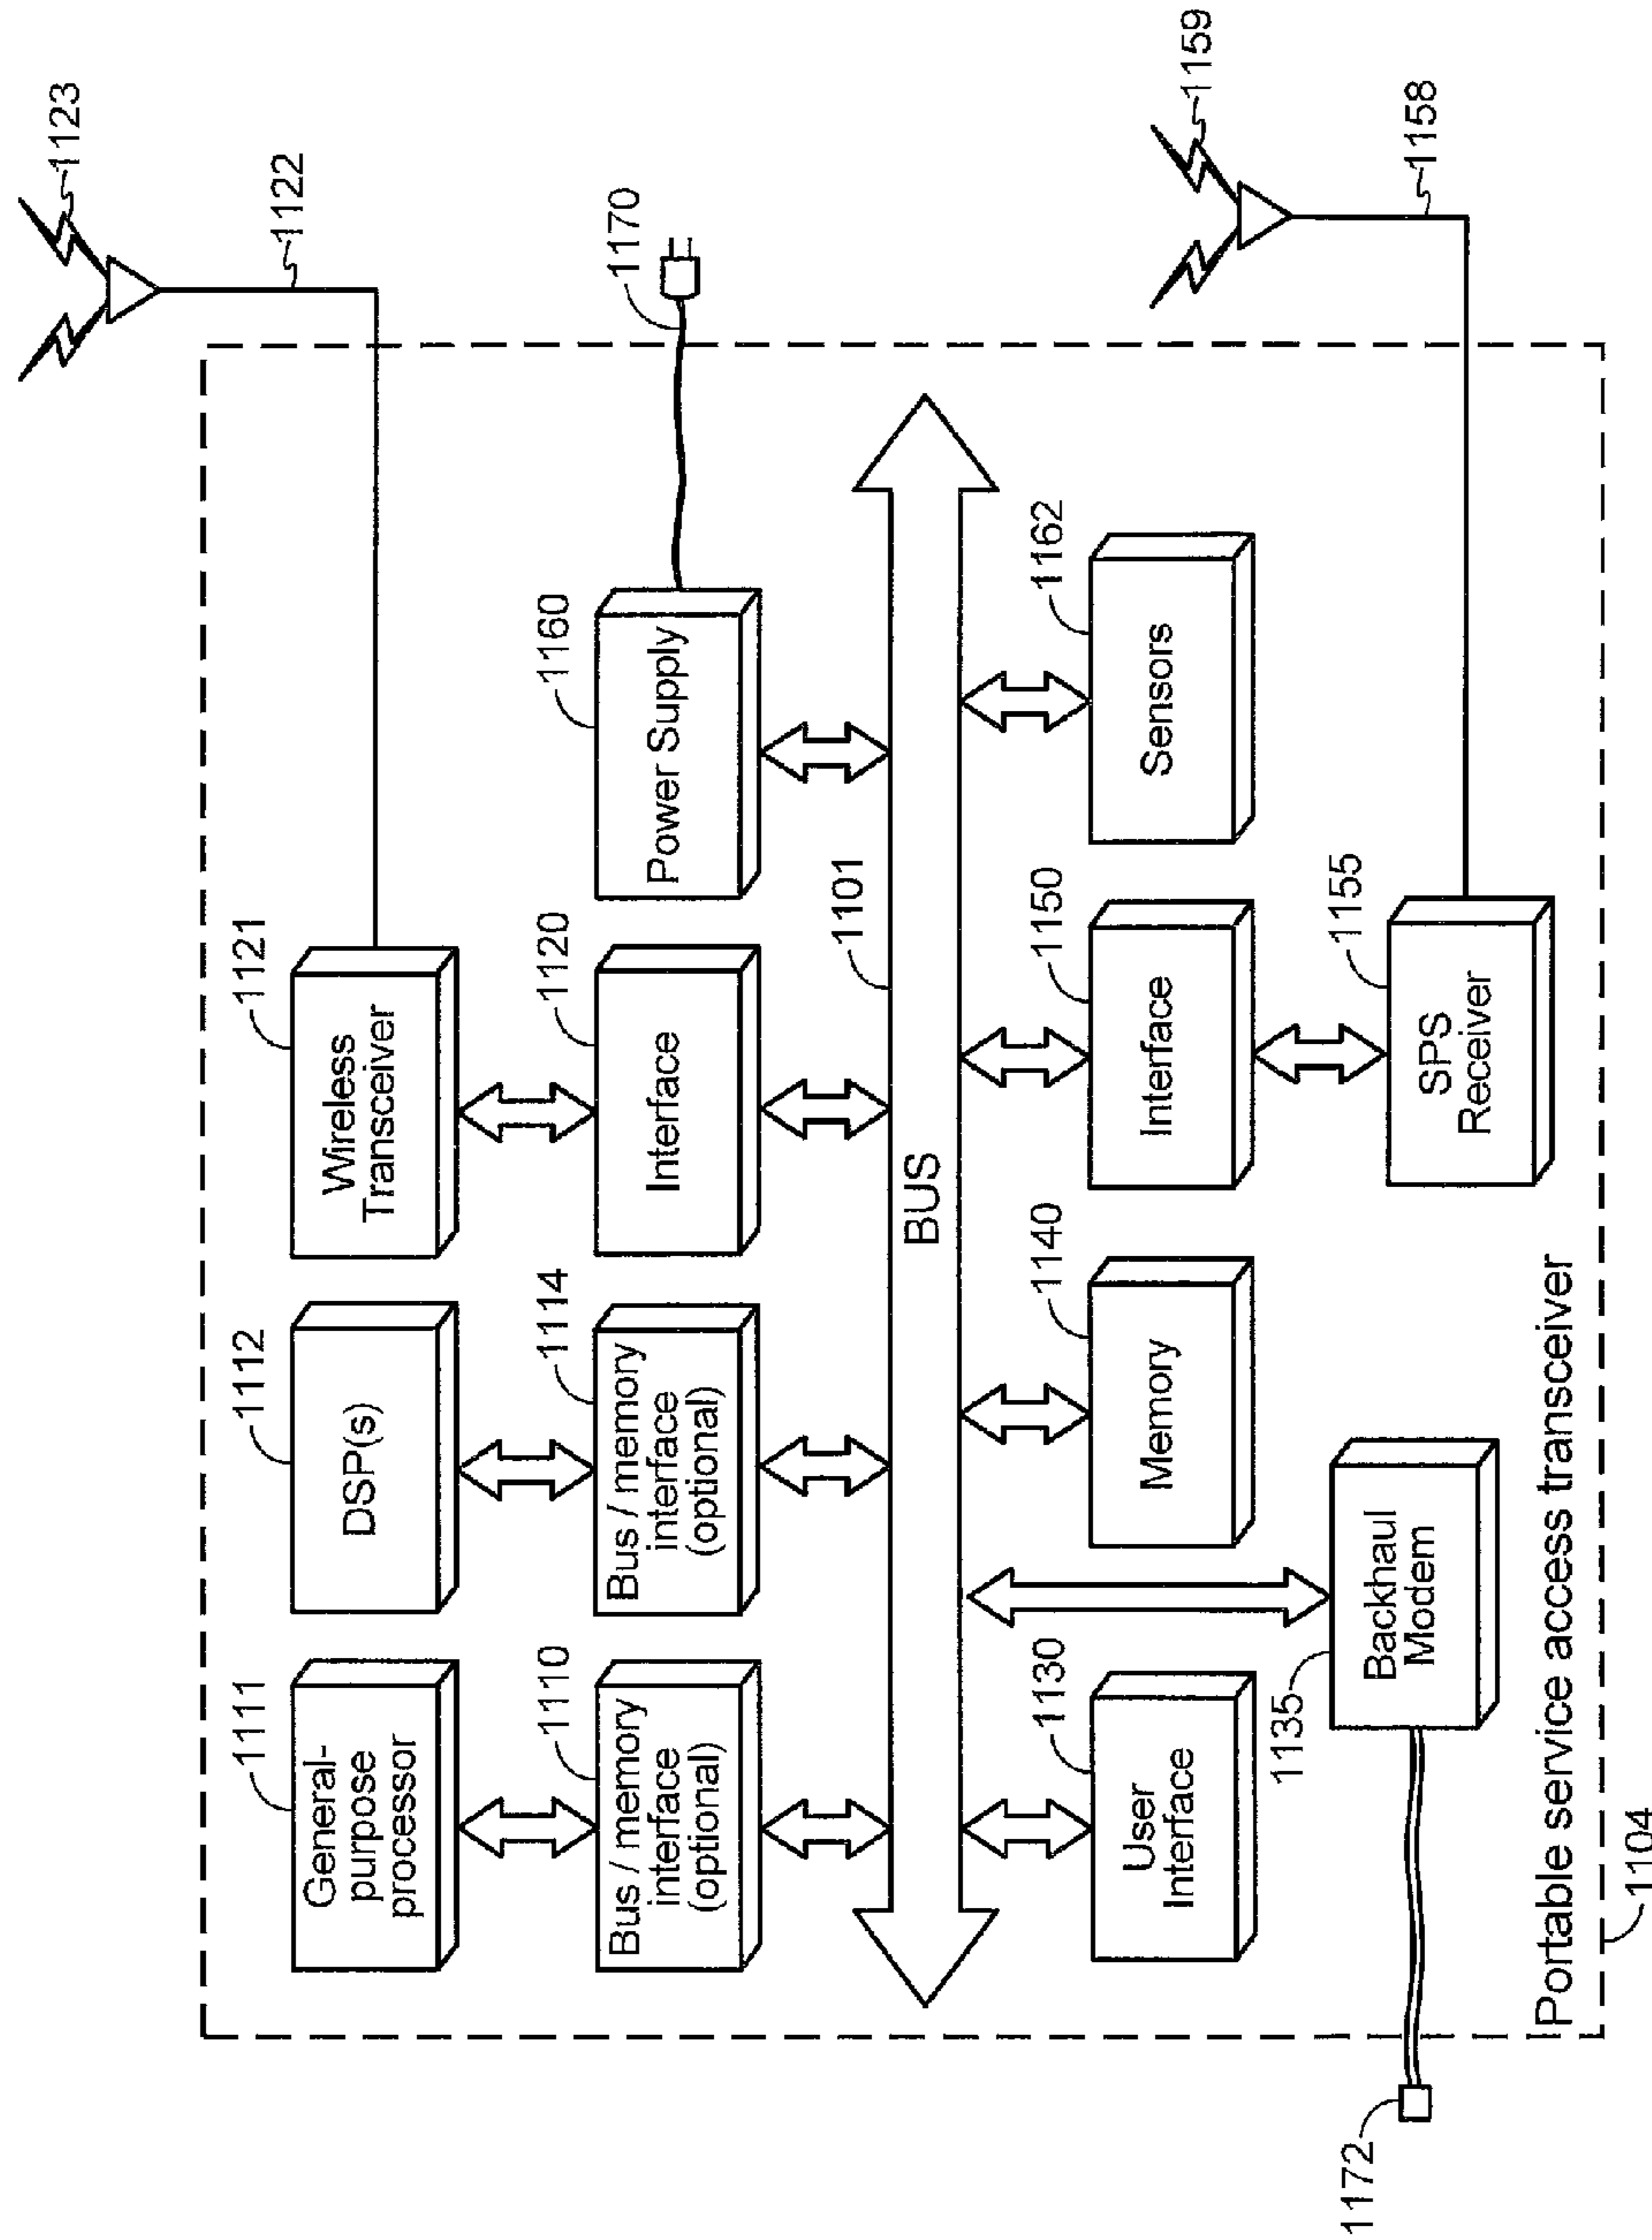 1123
1122
1159
1158
1170
1111
General-
purpose
processor
1112
DSP(s)
1121
Wireless
Transceiver
1110
Bus / memory
interface
(optional)
1114
Bus / memory
interface
(optional)
1120
Interface
1160
Power Supply
1101
BUS
1130
User
Interface
1140
Memory
1150
Interface
1162
Sensors
1135
Backhaul
Modem
1155
SPS
Receiver
1172
Portable service access transceiver
1104